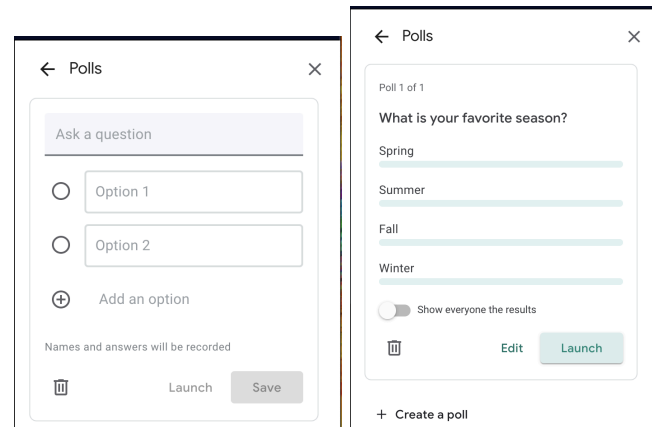 Polls
Ask a question
Option 1
Option 2
Add an option
Names and answers will be recorded
Launch Save
Polls
Poll 1 of 1
What is your favorite season?
Spring
Summer
Fall
Winter
Show everyone the results
Edit Launch
+ Create a poll